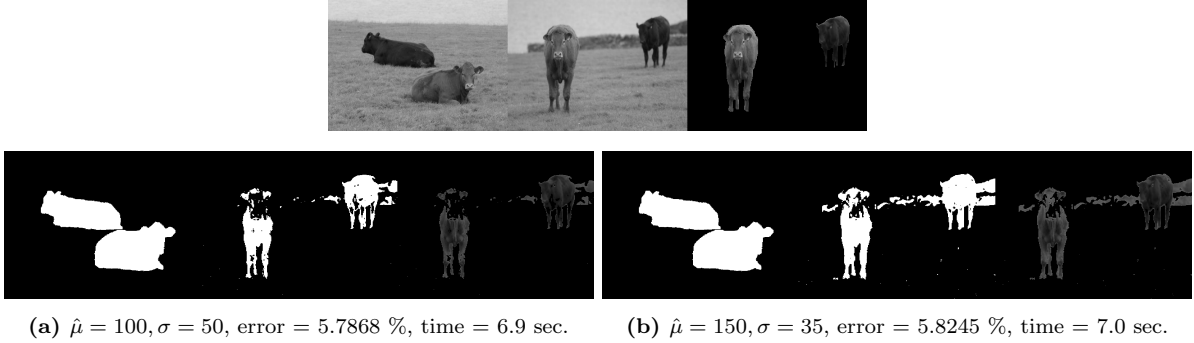 (a) μ̂ = 100, σ = 50, error = 5.7868 %, time = 6.9 sec.
(b) μ̂ = 150, σ = 35, error = 5.8245 %, time = 7.0 sec.